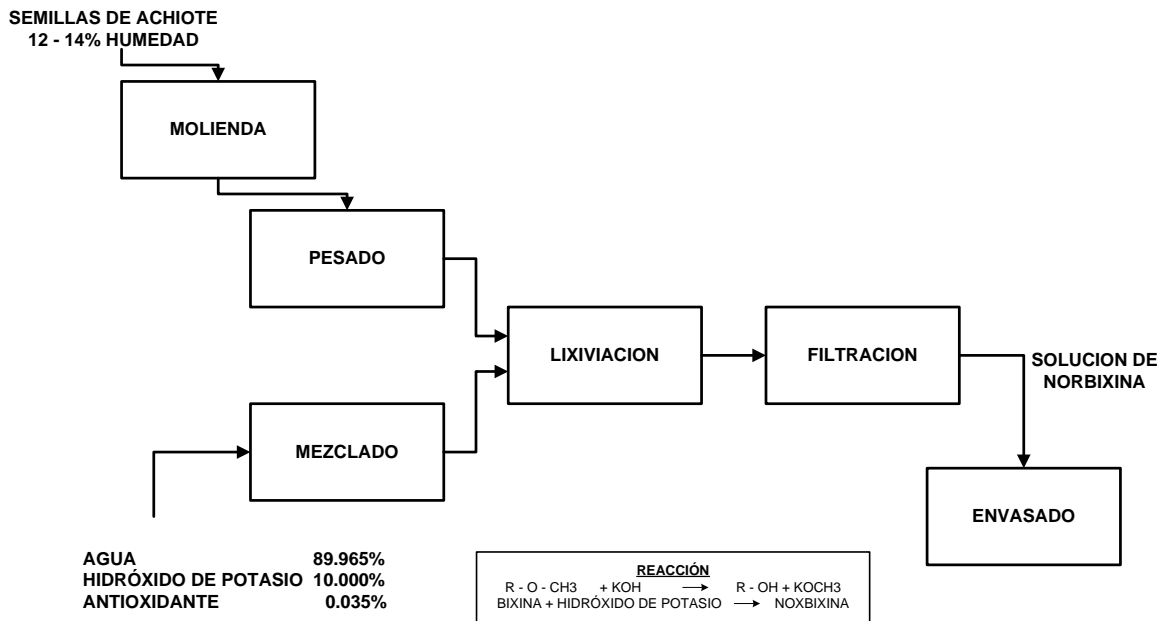 SEMILLAS DE ACHIOTE
12 - 14% HUMEDAD
MOLIENDA
PESADO
LIXIVIACION
FILTRACION
SOLUCION DE
NORBIXINA
MEZCLADO
ENVASADO
AGUA 89.965%
HIDRÓXIDO DE POTASIO 10.000%
ANTIOXIDANTE 0.035%
REACCIÓN
R - O - CH3 + KOH → R - OH + KOCH3
BIXINA + HIDRÓXIDO DE POTASIO → NOXBIXINA